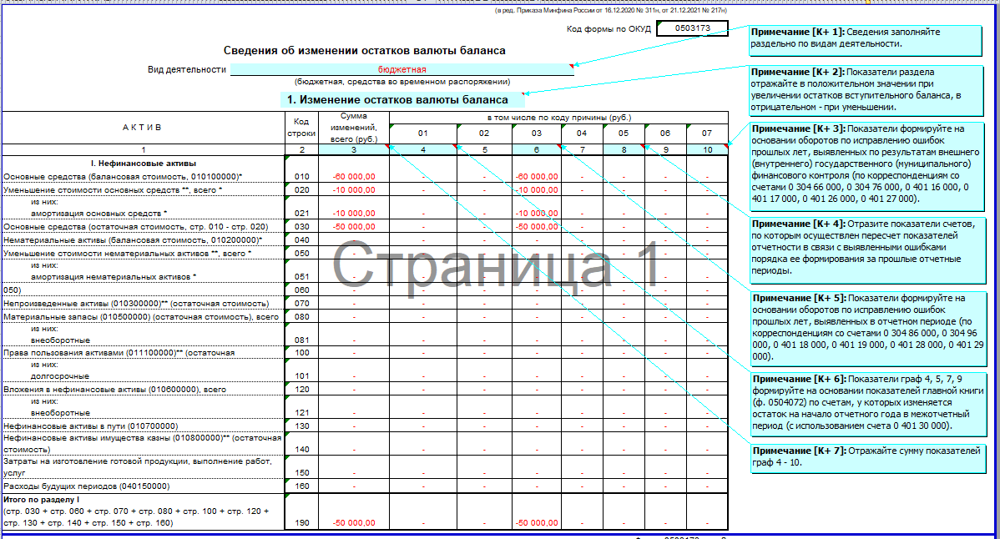 (в ред. Приказа Минфина России от 16.12.2020 № 311н, от 21.12.2021 № 217н)
Код формы по ОКУД 0503173
Сведения об изменении остатков валюты баланса
Вид деятельности бюджетная
(бюджетная, средства во временном распоряжении)
1. Изменение остатков валюты баланса
А К Т И В Код строки Сумма изменений, всего (руб.) в том числе по коду причины (руб.)
01 02 03 04 05 06 07
1 2 3 4 5 6 7 8 9 10
I. Нефинансовые активы
Основные средства (балансовая стоимость, 010100000)* 010 -60 000,00 - - -60 000,00 - - - -
Уменьшение стоимости основных средств **, всего * 020 -10 000,00 - - -10 000,00 - - - -
из них:
амортизация основных средств * 021 -10 000,00 - - -10 000,00 - - - -
Основные средства (остаточная стоимость, стр. 010 - стр. 020) 030 -50 000,00 - - -50 000,00 - - - -
Нематериальные активы (балансовая стоимость, 010200000)* 040 - - - - - - - -
Уменьшение стоимости нематериальных активов **, всего * 050 - - - - - - - -
из них:
амортизация нематериальных активов * 051 - - - - - - - -
050) 060 - - - - - - - -
Непроизведенные активы (010300000)** (остаточная стоимость) 070 - - - - - - - -
Материальные запасы (010500000) (остаточная стоимость), всего 080 - - - - - - - -
из них:
внеоборотные 081 - - - - - - - -
Права пользования активами (011100000)** (остаточная 100 - - - - - - - -
из них:
долгосрочные 101 - - - - - - - -
Вложения в нефинансовые активы (010600000), всего 120 - - - - - - - -
из них:
внеоборотные 121 - - - - - - - -
Нефинансовые активы в пути (010700000) 130 - - - - - - - -
Нефинансовые активы имущества казны (010800000)** (остаточная
стоимость) 140 - - - - - - - -
Затраты на изготовление готовой продукции, выполнение работ,
услуг 150 - - - - - - - -
Расходы будущих периодов (040150000) 160 - - - - - - - -
Итого по разделу I
(стр. 030 + стр. 060 + стр. 070 + стр. 080 + стр. 100 + стр. 120 +
стр. 130 + стр. 140 + стр. 150 + стр. 160) 190 -50 000,00 - - -50 000,00 - - - -
Страница 1
Примечание [К+ 1]: Сведения заполняйте
раздельно по видам деятельности.
Примечание [К+ 2]: Показатели раздела
отражайте в положительном значении при
увеличении остатков вступительного баланса, в
отрицательном - при уменьшении.
Примечание [К+ 3]: Показатели формируйте на
основании оборотов по исправлению ошибок
прошлых лет, выявленных по результатам внешнего
(внутреннего) государственного (муниципального)
финансового контроля (по корреспонденциям со
счетами 0 304 66 000, 0 304 76 000, 0 401 16 000, 0
401 17 000, 0 401 26 000, 0 401 27 000).
Примечание [К+ 4]: Отразите показатели счетов,
по которым осуществлен пересчет показателей
отчетности в связи с выявленными ошибками
порядка ее формирования за прошлые отчетные
периоды.
Примечание [К+ 5]: Показатели формируйте на
основании оборотов по исправлению ошибок
прошлых лет, выявленных в отчетном периоде (по
корреспонденциям со счетами 0 304 86 000, 0 304 96
000, 0 401 18 000, 0 401 19 000, 0 401 28 000, 0 401 29
000).
Примечание [К+ 6]: Показатели граф 4, 5, 7, 9
формируйте на основании показателей главной книги
(ф. 0504072) по счетам, у которых изменяется
остаток на начало отчетного года в межотчетный
период (с использованием счета 0 401 30 000).
Примечание [К+ 7]: Отражайте сумму показателей
граф 4 - 10.